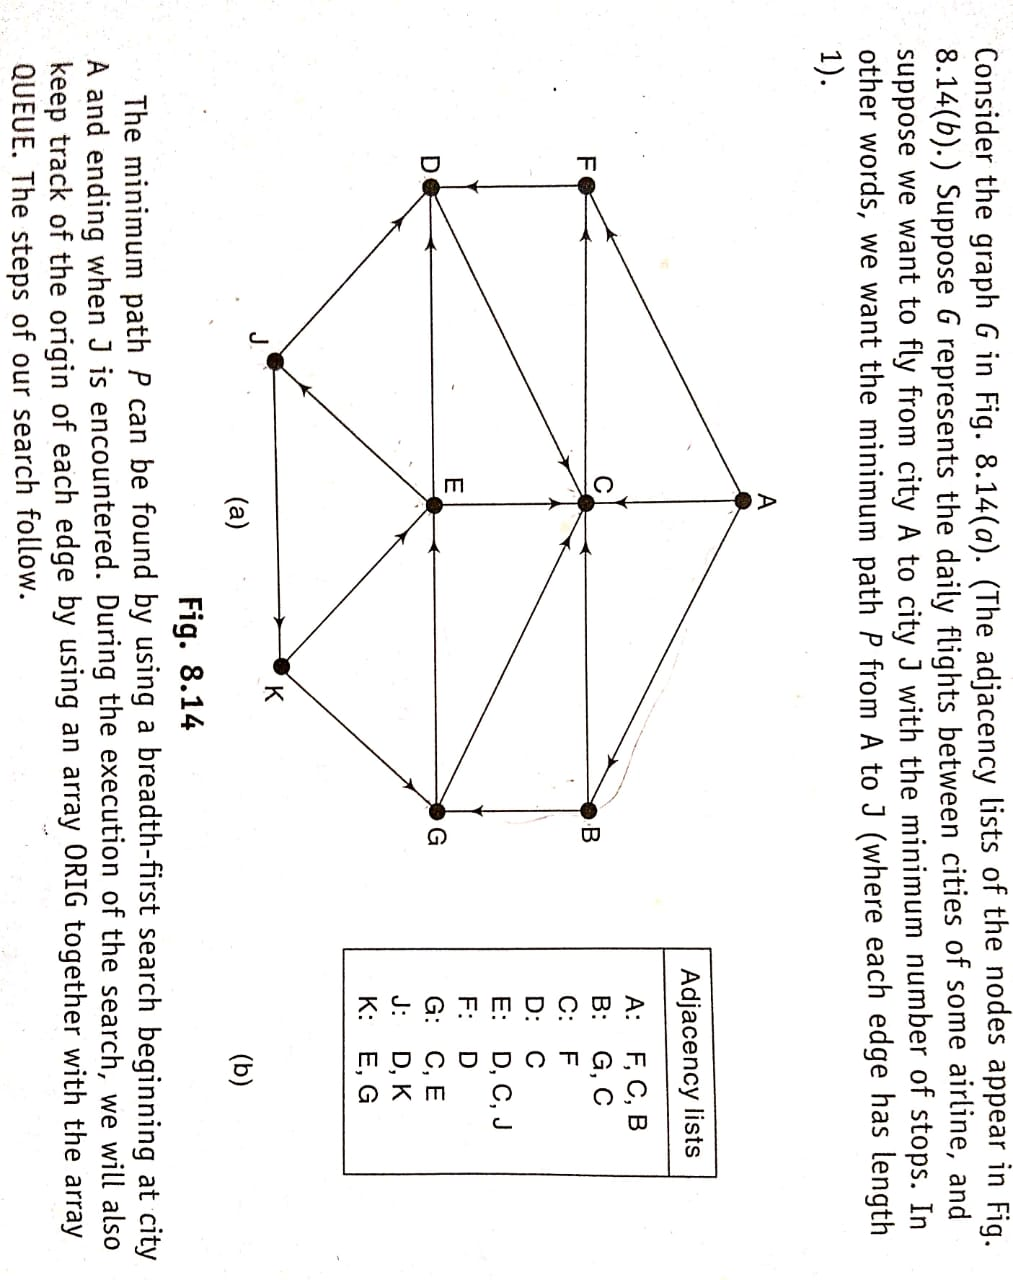 Consider the graph G in Fig. 8.14(a). (The adjacency lists of the nodes appear in Fig.
8.14(b).) Suppose G represents the daily flights between cities of some airline, and
suppose we want to fly from city A to city J with the minimum number of stops. In
other words, we want the minimum path P from A to J (where each edge has length
1).
A
F
C
B
D
E
G
J
K
(a)
Adjacency lists
A: F, C, B
B: G, C
C: F
D: C
E: D, C, J
F: D
G: C, E
J: D, K
K: E, G
(b)
Fig. 8.14
The minimum path P can be found by using a breadth-first search beginning at city
A and ending when J is encountered. During the execution of the search, we will also
keep track of the origin of each edge by using an array ORIG together with the array
QUEUE. The steps of our search follow.